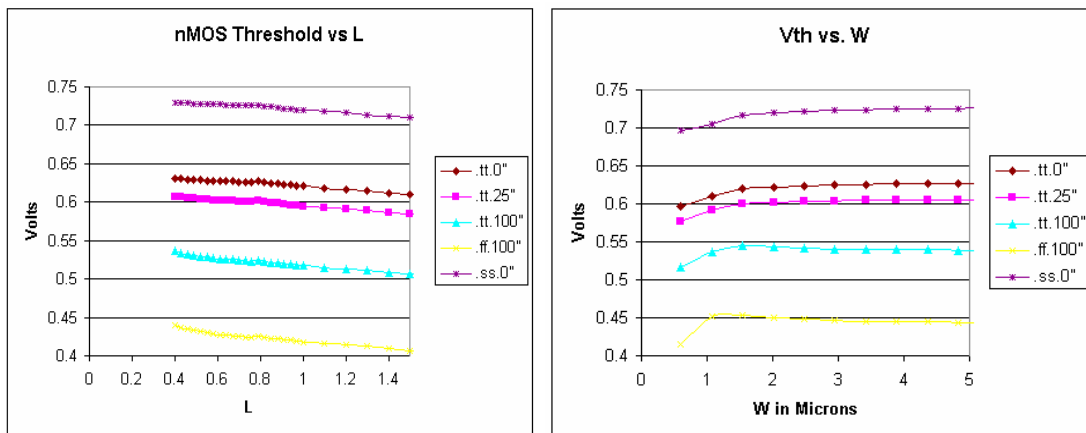 nMOS Threshold vs L
0.75
0.7
0.65
0.6
0.55
0.5
0.45
0.4
Volts
0 0.2 0.4 0.6 0.8 1 1.2 1.4
L
.tt.0"
.tt.25"
.tt.100"
.ff.100"
.ss.0"
Vth vs. W
0.75
0.7
0.65
0.6
0.55
0.5
0.45
0.4
Volts
0 1 2 3 4 5
W in Microns
.tt.0"
.tt.25"
.tt.100"
.ff.100"
.ss.0"